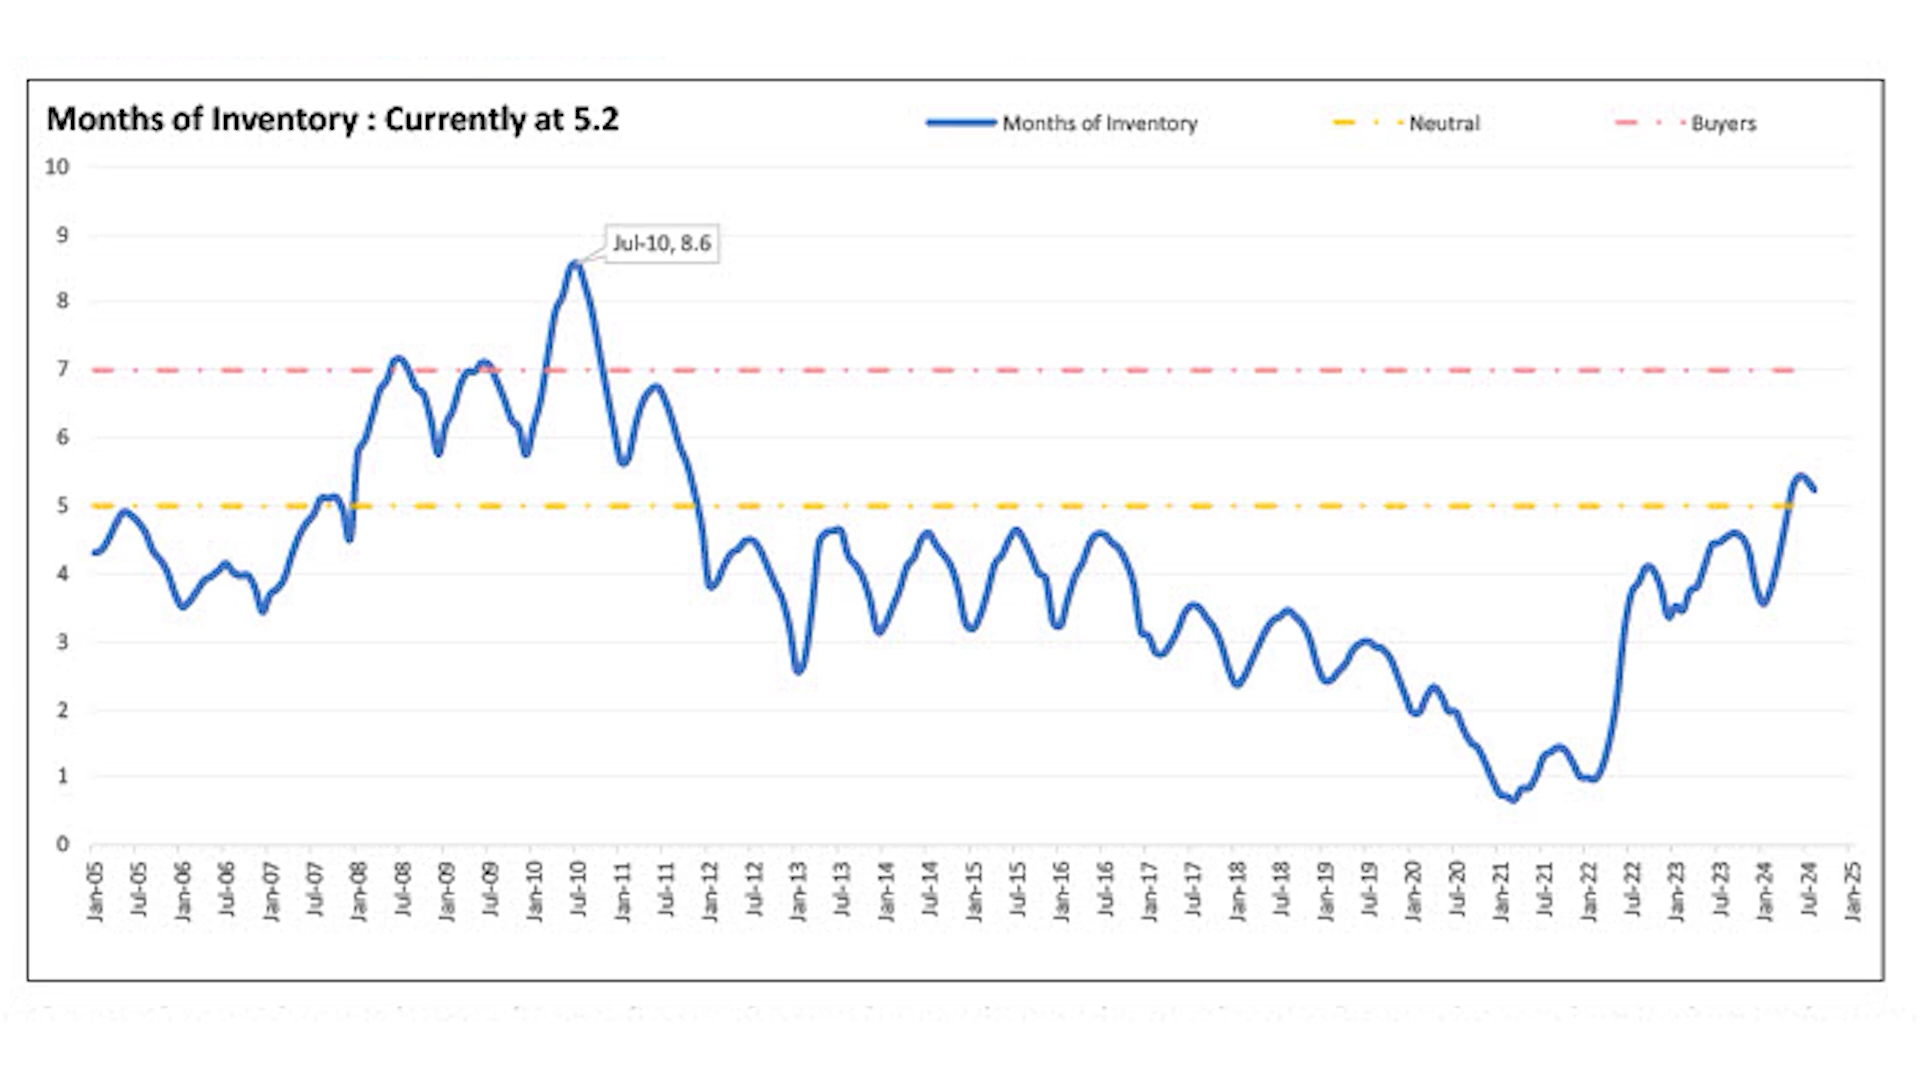 Months of Inventory : Currently at 5.2
Months of Inventory
Neutral
Buyers
10
9
8
7
6
5
4
3
2
1
0
Jul-10, 8.6
Jan-05
Jul-05
Jan-06
Jul-06
Jan-07
Jul-07
Jan-08
Jul-08
Jan-09
Jul-09
Jan-10
Jul-10
Jan-11
Jul-11
Jan-12
Jul-12
Jan-13
Jul-13
Jan-14
Jul-14
Jan-15
Jul-15
Jan-16
Jul-16
Jan-17
Jul-17
Jan-18
Jul-18
Jan-19
Jul-19
Jan-20
Jul-20
Jan-21
Jul-21
Jan-22
Jul-22
Jan-23
Jul-23
Jan-24
Jul-24
Jan-25